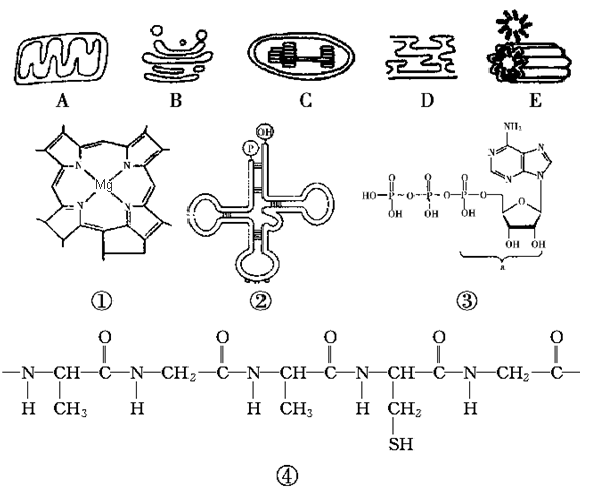 A B C D E
N N Mg N N
①
P OH
②
NH₂
N N N N
O O O
HO—P—O—P—O—P—O
OH OH OH
O
OH OH
a
③
O O O O O
—N—CH—C—N—CH₂—C—N—CH—C—N—CH—C—N—CH₂—C—
H CH₃ H H CH₃ H CH₂ H
SH
④